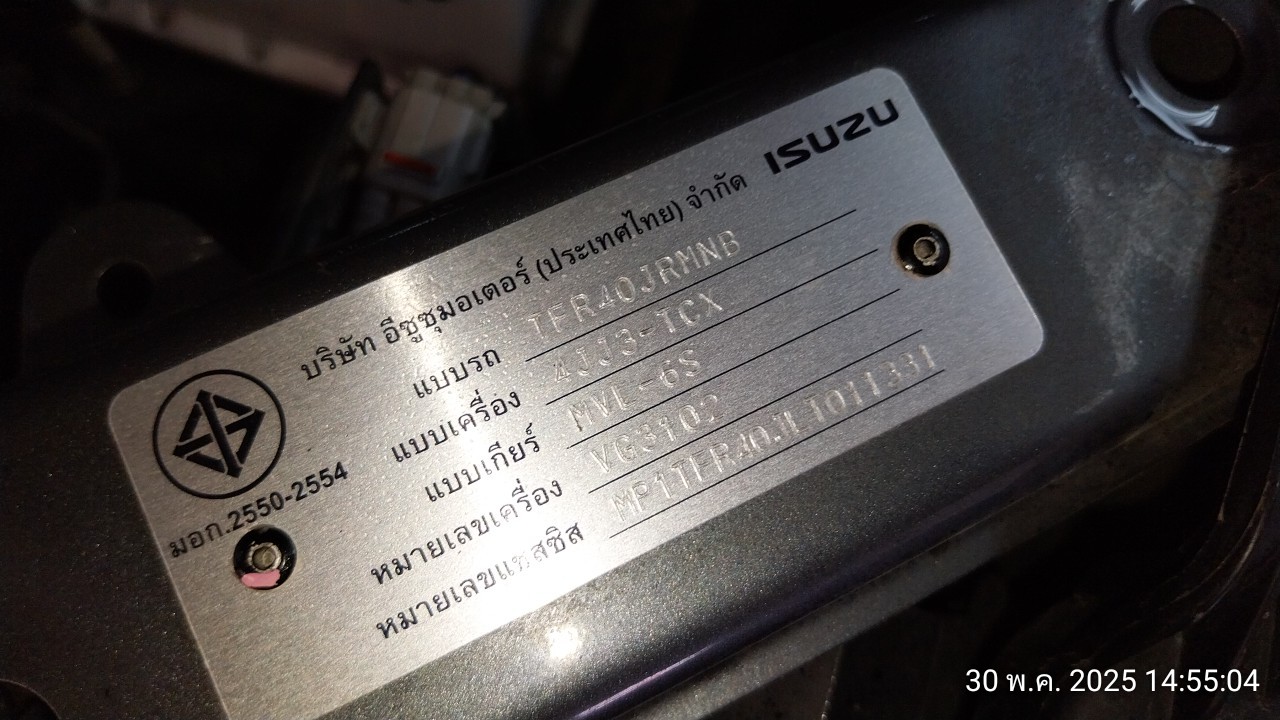 ISUZU
บริษัท อีซูซุมอเตอร์ (ประเทศไทย) จำกัด
แบบรถ TFR40JRMNB
แบบเครื่อง 4JJ3-TCX
แบบเกียร์ MVL-6S
หมายเลขเครื่อง VG3102
หมายเลขแชสซิส MP1TFR40JLT011331
มอก.2550-2554
30 พ.ค. 2025 14:55:04